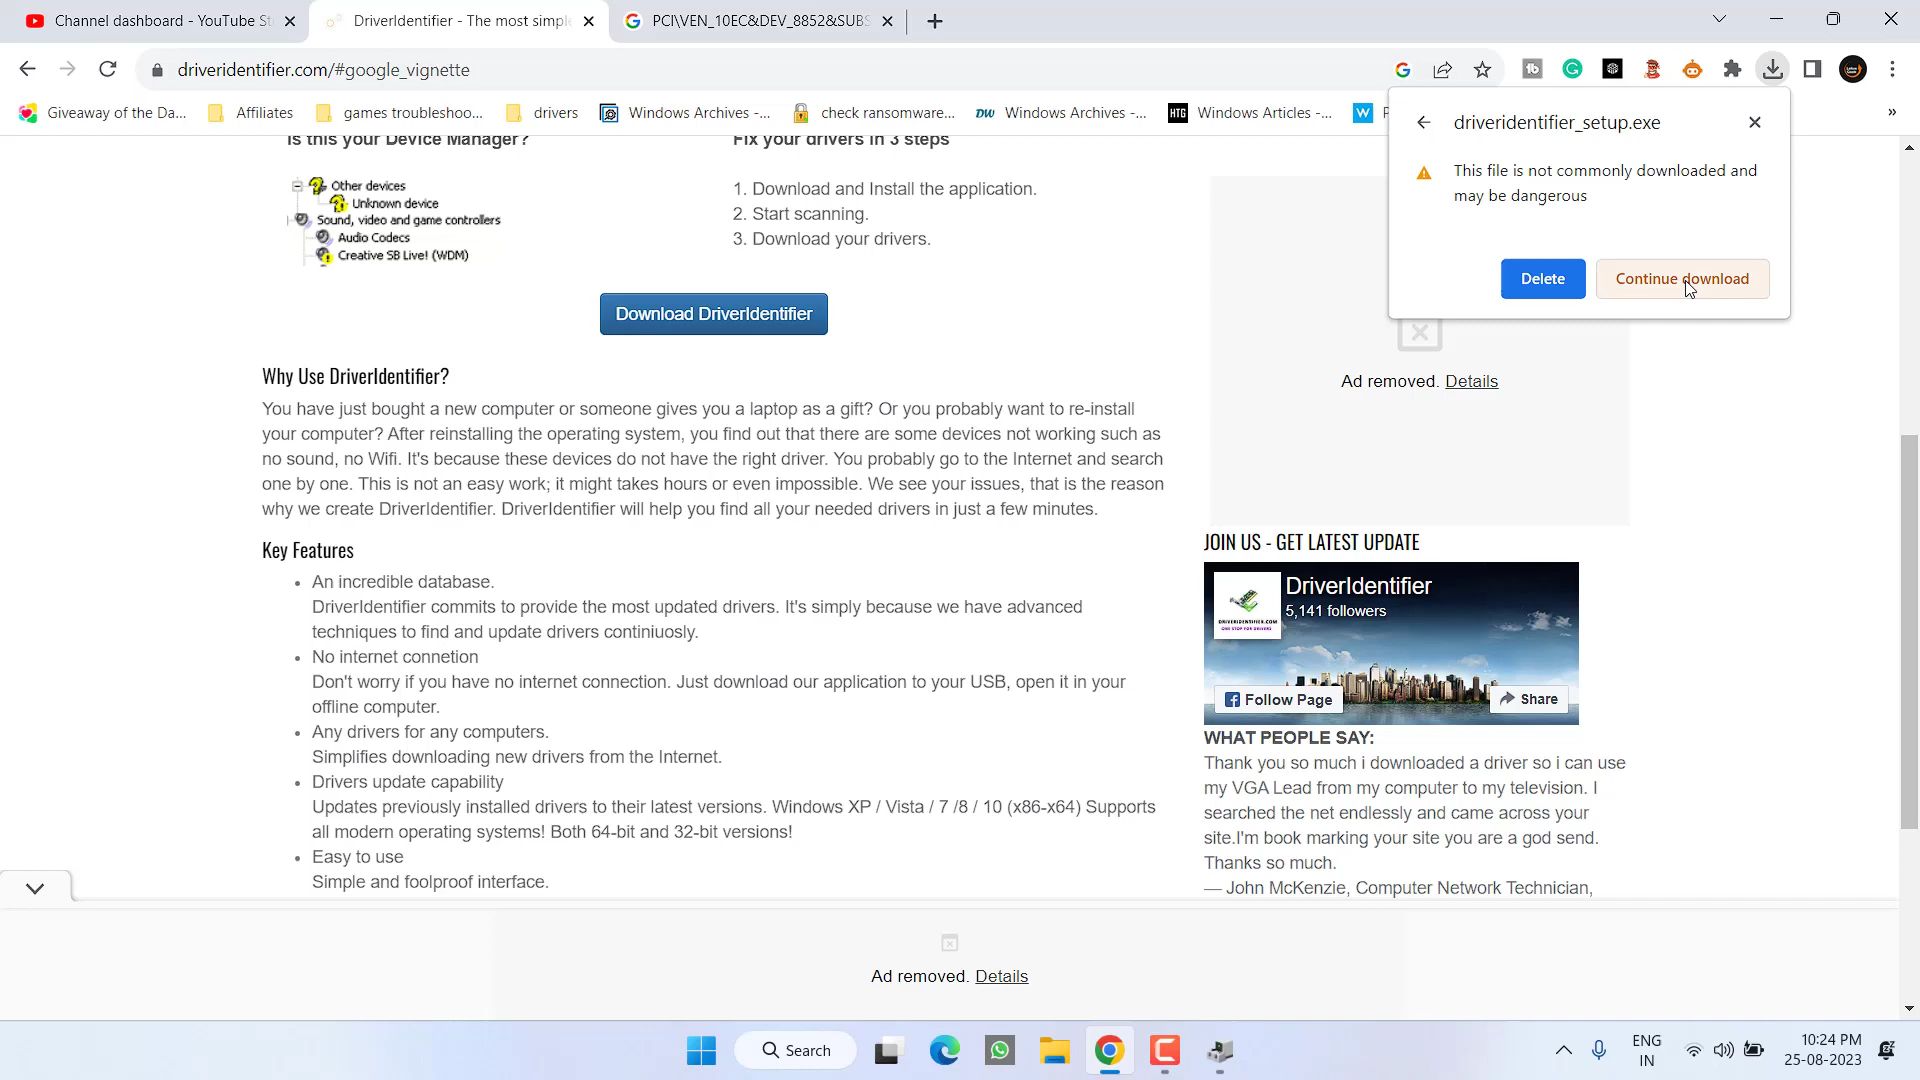 Channel dashboard - YouTube St
DriverIdentifier - The most simple
PCI\VEN_10EC&DEV_8852&SUBS
driveridentifier.com/#google_vignette
Giveaway of the Da...
Affiliates
games troubleshoo...
drivers
Windows Archives -...
check ransomware...
DW Windows Archives -...
HTG Windows Articles -...
W P
»
driveridentifier_setup.exe
This file is not commonly downloaded and
may be dangerous
Delete
Continue download
Is this your Device Manager?
Other devices
Unknown device
Sound, video and game controllers
Audio Codecs
Creative SB Live! (WDM)
Fix your drivers in 3 steps
1. Download and Install the application.
2. Start scanning.
3. Download your drivers.
Download DriverIdentifier
Why Use DriverIdentifier?
You have just bought a new computer or someone gives you a laptop as a gift? Or you probably want to re-install
your computer? After reinstalling the operating system, you find out that there are some devices not working such as
no sound, no Wifi. It's because these devices do not have the right driver. You probably go to the Internet and search
one by one. This is not an easy work; it might takes hours or even impossible. We see your issues, that is the reason
why we create DriverIdentifier. DriverIdentifier will help you find all your needed drivers in just a few minutes.
Key Features
• An incredible database.
DriverIdentifier commits to provide the most updated drivers. It's simply because we have advanced
techniques to find and update drivers continiuosly.
• No internet connetion
Don't worry if you have no internet connection. Just download our application to your USB, open it in your
offline computer.
• Any drivers for any computers.
Simplifies downloading new drivers from the Internet.
• Drivers update capability
Updates previously installed drivers to their latest versions. Windows XP / Vista / 7 /8 / 10 (x86-x64) Supports
all modern operating systems! Both 64-bit and 32-bit versions!
• Easy to use
Simple and foolproof interface.
Ad removed. Details
JOIN US - GET LATEST UPDATE
DriverIdentifier
5,141 followers
DRIVERIDENTIFIER.COM
ONE STOP FOR DRIVERS
Follow Page
Share
WHAT PEOPLE SAY:
Thank you so much i downloaded a driver so i can use
my VGA Lead from my computer to my television. I
searched the net endlessly and came across your
site.I'm book marking your site you are a god send.
Thanks so much.
— John McKenzie, Computer Network Technician,
Ad removed. Details
Search
ENG
IN
10:24 PM
25-08-2023